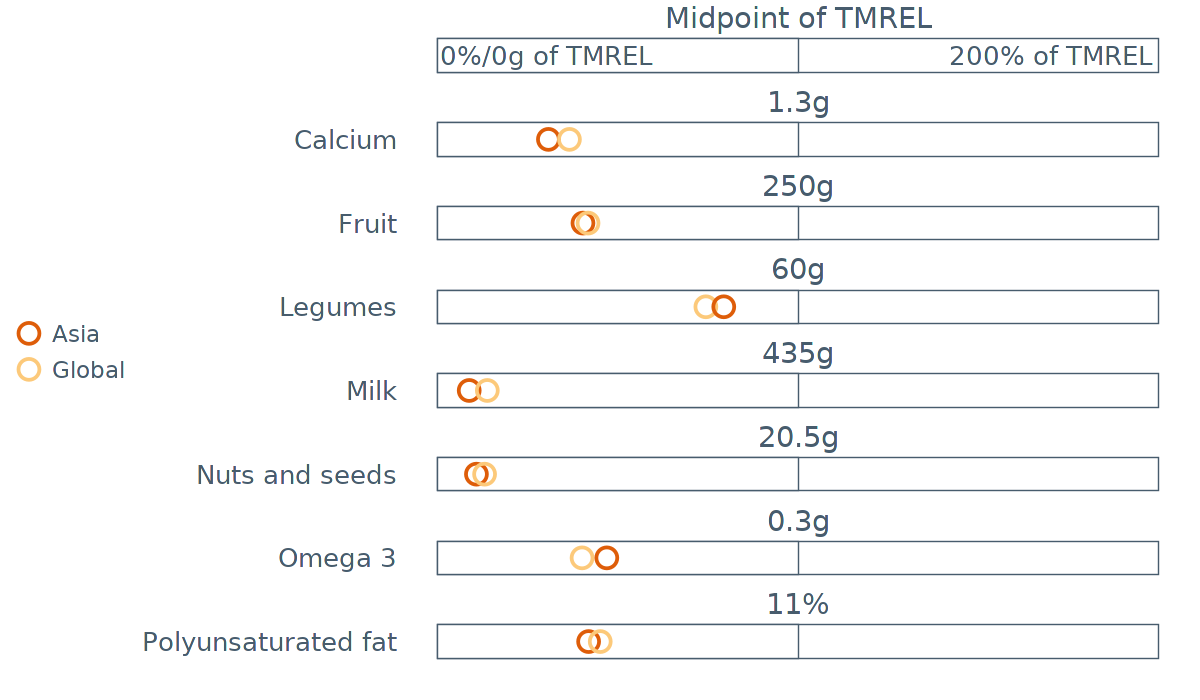 Midpoint of TMREL
0%/0g of TMREL 200% of TMREL
1.3g
Calcium
250g
Fruit
60g
Legumes
Asia
435g
Global
Milk
20.5g
Nuts and seeds
0.3g
Omega 3
11%
Polyunsaturated fat